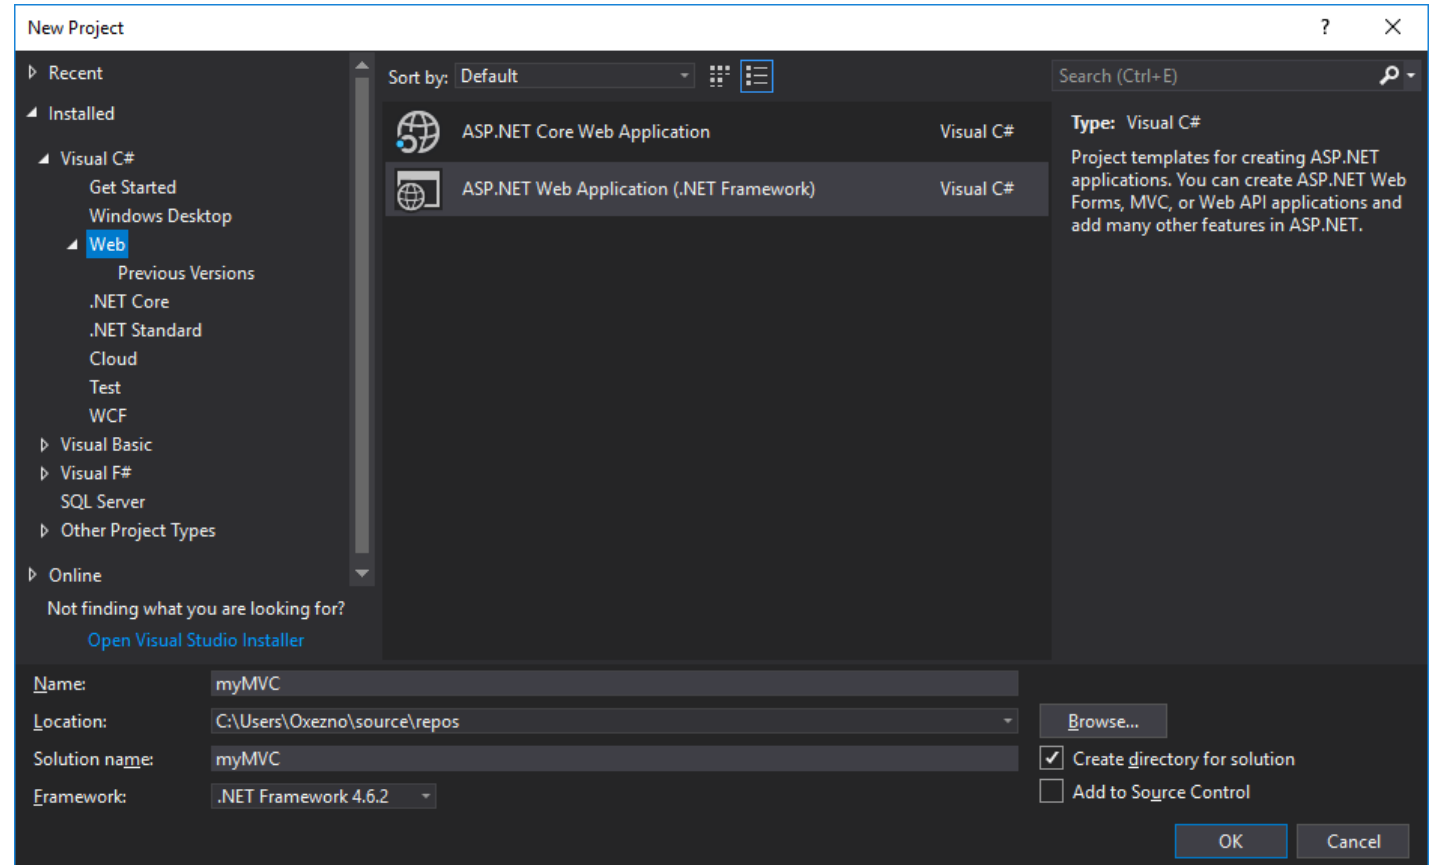 New Project
?
Recent
Installed
Visual C#
Get Started
Windows Desktop
Web
Previous Versions
.NET Core
.NET Standard
Cloud
Test
WCF
Visual Basic
Visual F#
SQL Server
Other Project Types
Online
Not finding what you are looking for?
Open Visual Studio Installer
Sort by: Default
ASP.NET Core Web Application Visual C#
ASP.NET Web Application (.NET Framework) Visual C#
Search (Ctrl+E)
Type: Visual C#
Project templates for creating ASP.NET
applications. You can create ASP.NET Web
Forms, MVC, or Web API applications and
add many other features in ASP.NET.
Name: myMVC
Location: C:\Users\Oxezno\source\repos
Browse...
Solution name: myMVC
Create directory for solution
Framework: .NET Framework 4.6.2
Add to Source Control
OK Cancel